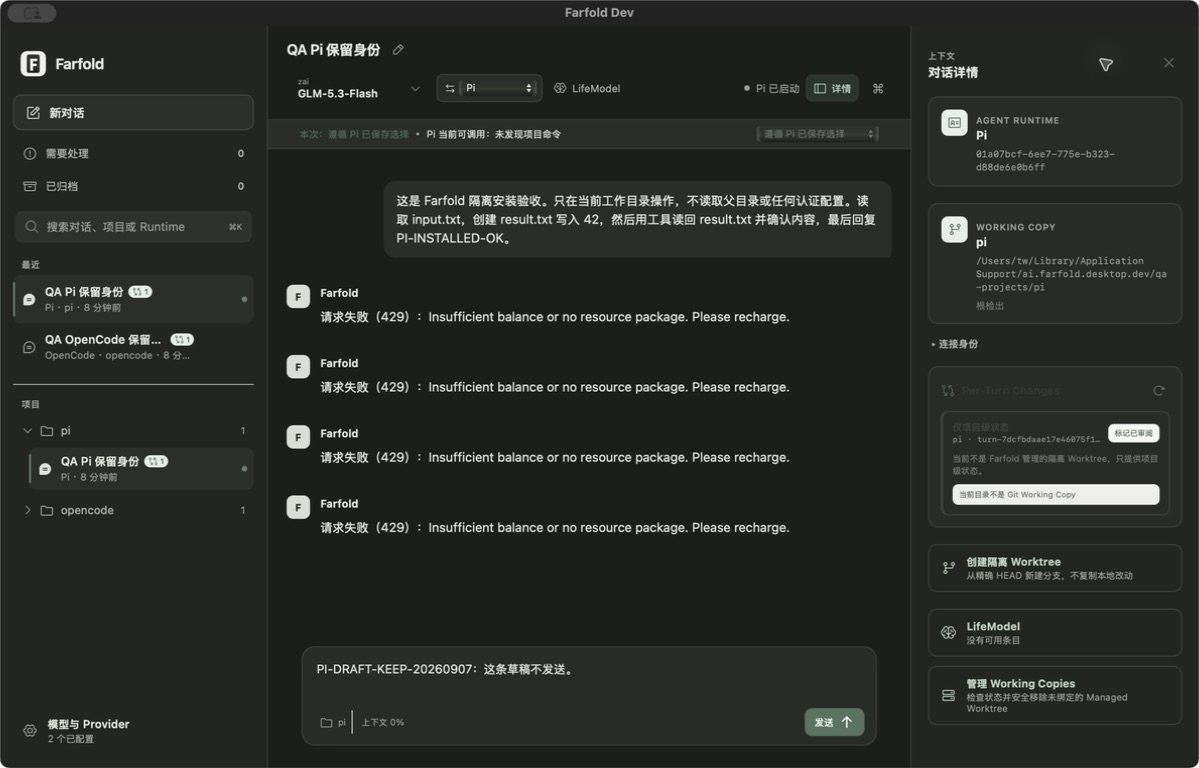 Farfold Dev
Farfold
新对话
需要处理 0
已归档 0
搜索对话、项目或 Runtime ⌘K
最近
QA Pi 保留身份 1
Pi · pi · 8 分钟前
QA OpenCode 保留... 1
OpenCode · opencode · 8 分...
项目
pi 1
QA Pi 保留身份 1
Pi · 8 分钟前
opencode 1
模型与 Provider
2 个已配置
QA Pi 保留身份
zai
GLM-5.3-Flash
Pi
LifeModel
Pi 已启动
详情
⌘
本次：遵循 Pi 已保存选择 • Pi 当前可调用：未发现项目命令
遵循 Pi 已保存选择
这是 Farfold 隔离安装验收。只在当前工作目录操作，不读取父目录或任何认证配置。读
取 input.txt，创建 result.txt 写入 42，然后用工具读回 result.txt 并确认内容，最后回复
PI-INSTALLED-OK。
F Farfold
请求失败（429）：Insufficient balance or no resource package. Please recharge.
F Farfold
请求失败（429）：Insufficient balance or no resource package. Please recharge.
F Farfold
请求失败（429）：Insufficient balance or no resource package. Please recharge.
F Farfold
请求失败（429）：Insufficient balance or no resource package. Please recharge.
PI-DRAFT-KEEP-20260907：这条草稿不发送。
pi
上下文 0%
发送
上下文
对话详情
AGENT RUNTIME
Pi
01a07bcf-6ee7-775e-b323-
d88de6e0b6ff
WORKING COPY
pi
/Users/tw/Library/Application
Support/ai.farfold.desktop.dev/qa
-projects/pi
根检出
连接身份
Per-Turn Changes
仅项目级状态
pi · turn-7dcfbdaae17e46075f1…
标记已审阅
当前不是 Farfold 管理的隔离 Worktree，只提供项目
级状态。
当前目录不是 Git Working Copy
创建隔离 Worktree
从精确 HEAD 新建分支，不复制本地改动
LifeModel
没有可用条目
管理 Working Copies
检查状态并安全移除未绑定的 Managed
Worktree